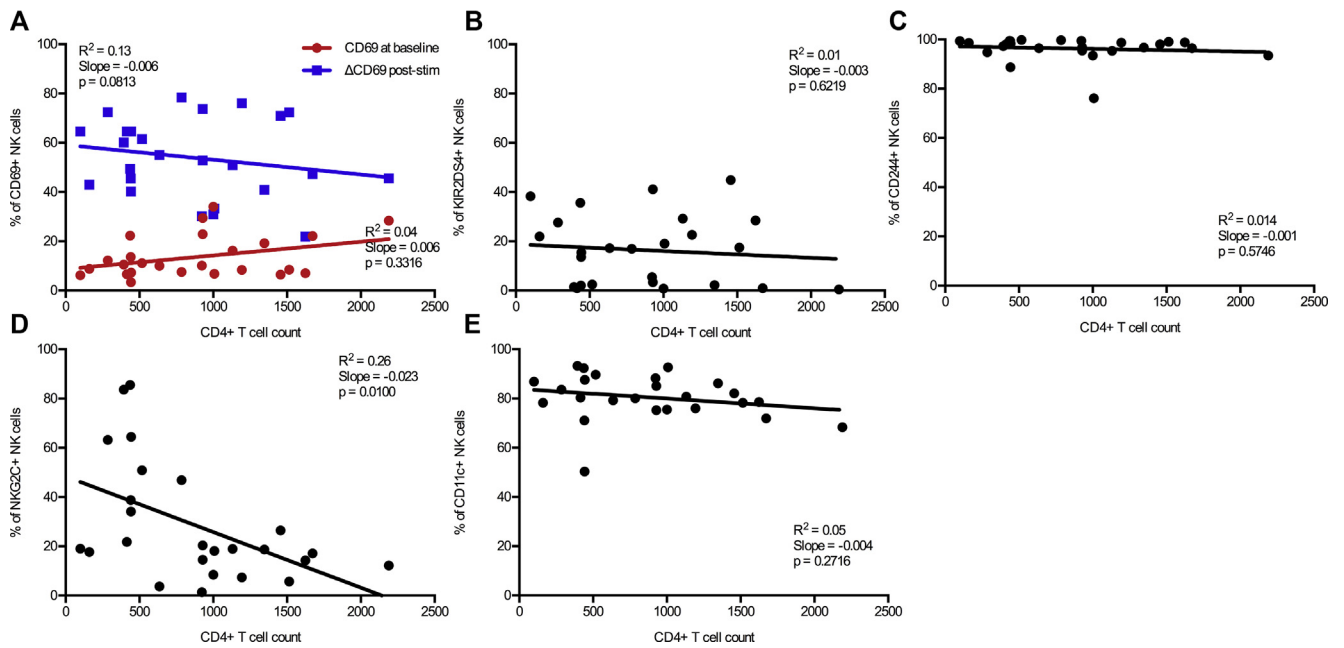 A
% of CD69+ NK cells
100
80
60
40
20
0
R² = 0.13
Slope = -0.006
p = 0.0813
CD69 at baseline
ΔCD69 post-stim
R² = 0.04
Slope = 0.006
p = 0.3316
0 500 1000 1500 2000 2500
CD4+ T cell count
B
% of KIR2DS4+ NK cells
100
80
60
40
20
0
R² = 0.01
Slope = -0.003
p = 0.6219
0 500 1000 1500 2000 2500
CD4+ T cell count
C
% of CD244+ NK cells
100
80
60
40
20
0
R² = 0.014
Slope = -0.001
p = 0.5746
0 500 1000 1500 2000 2500
CD4+ T cell count
D
% of NKG2C+ NK cells
100
80
60
40
20
0
R² = 0.26
Slope = -0.023
p = 0.0100
0 500 1000 1500 2000 2500
CD4+ T cell count
E
% of CD11c+ NK cells
100
80
60
40
20
0
R² = 0.05
Slope = -0.004
p = 0.2716
0 500 1000 1500 2000 2500
CD4+ T cell count